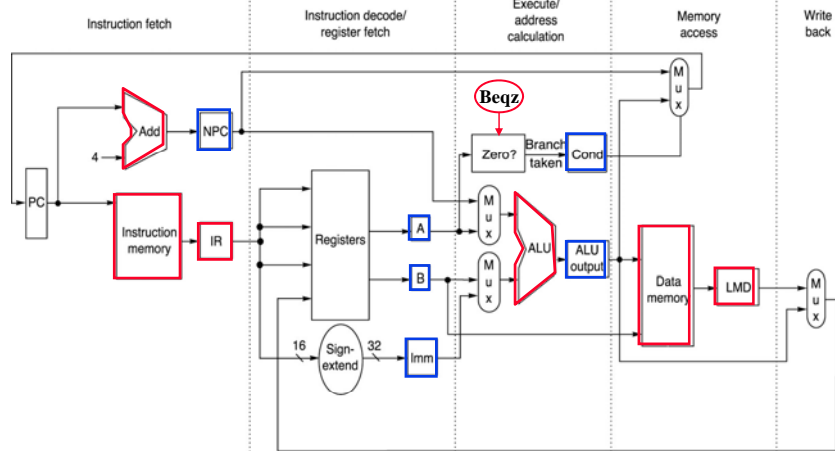 Instruction fetch
Instruction decode/
register fetch
Execute/
address
calculation
Memory
access
Write
back
M
u
x
Beqz
Add
NPC
4
Zero?
Branch
taken
Cond
PC
Instruction
memory
IR
Registers
A
B
M
u
x
M
u
x
ALU
ALU
output
Data
memory
LMD
M
u
x
16
Sign-
extend
32
Imm